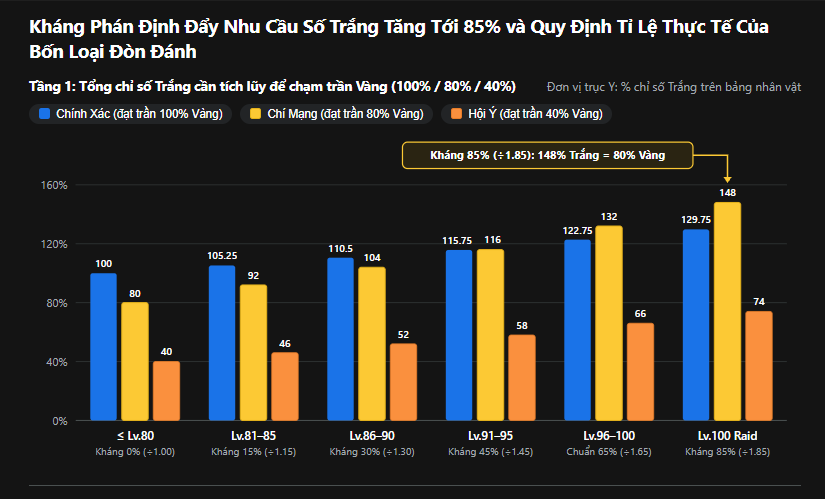 Kháng Phán Định Đẩy Nhu Cầu Số Trắng Tăng Tới 85% và Quy Định Tỉ Lệ Thực Tế Của
Bốn Loại Đòn Đánh
Tầng 1: Tổng chỉ số Trắng cần tích lũy để chạm trần Vàng (100% / 80% / 40%)
Đơn vị trục Y: % chỉ số Trắng trên bảng nhân vật
Chính Xác (đạt trần 100% Vàng)
Chí Mạng (đạt trần 80% Vàng)
Hội Ý (đạt trần 40% Vàng)
Kháng 85% (÷1.85): 148% Trắng = 80% Vàng
160%
120%
80%
40%
0%
100
80
40
105.25
92
46
110.5
104
52
115.75
116
58
122.75
132
66
129.75
148
74
≤ Lv.80
Kháng 0% (÷1.00)
Lv.81–85
Kháng 15% (÷1.15)
Lv.86–90
Kháng 30% (÷1.30)
Lv.91–95
Kháng 45% (÷1.45)
Lv.96–100
Chuẩn 65% (÷1.65)
Lv.100 Raid
Kháng 85% (÷1.85)